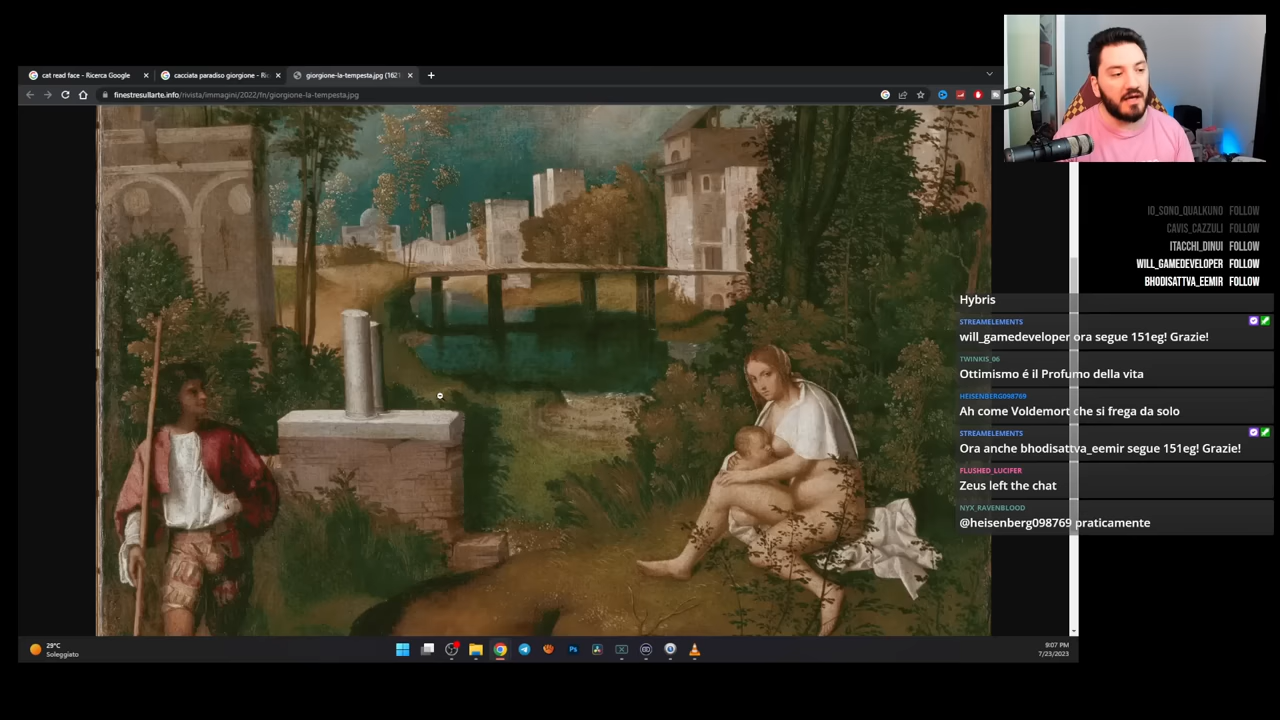 cat read face - Ricerca Google
cacciata paradiso giorgione - Ri
giorgione-la-tempesta.jpg (1621
finestresullarte.info/rivista/immagini/2022/fn/giorgione-la-tempesta.jpg
IO_SONO_QUALKUNO FOLLOW
CAVIS_CAZZULI FOLLOW
ITACCHI_DINUI FOLLOW
WILL_GAMEDEVELOPER FOLLOW
BHODISATTVA_EEMIR FOLLOW
Hybris
STREAMELEMENTS
will_gamedeveloper ora segue 151eg! Grazie!
TWINKIS_06
Ottimismo é il Profumo della vita
HEISENBERG098769
Ah come Voldemort che si frega da solo
STREAMELEMENTS
Ora anche bhodisattva_eemir segue 151eg! Grazie!
FLUSHED_LUCIFER
Zeus left the chat
NYX_RAVENBLOOD
@heisenberg098769 praticamente
29°C
Soleggiato
Ps
9:07 PM
7/23/2023